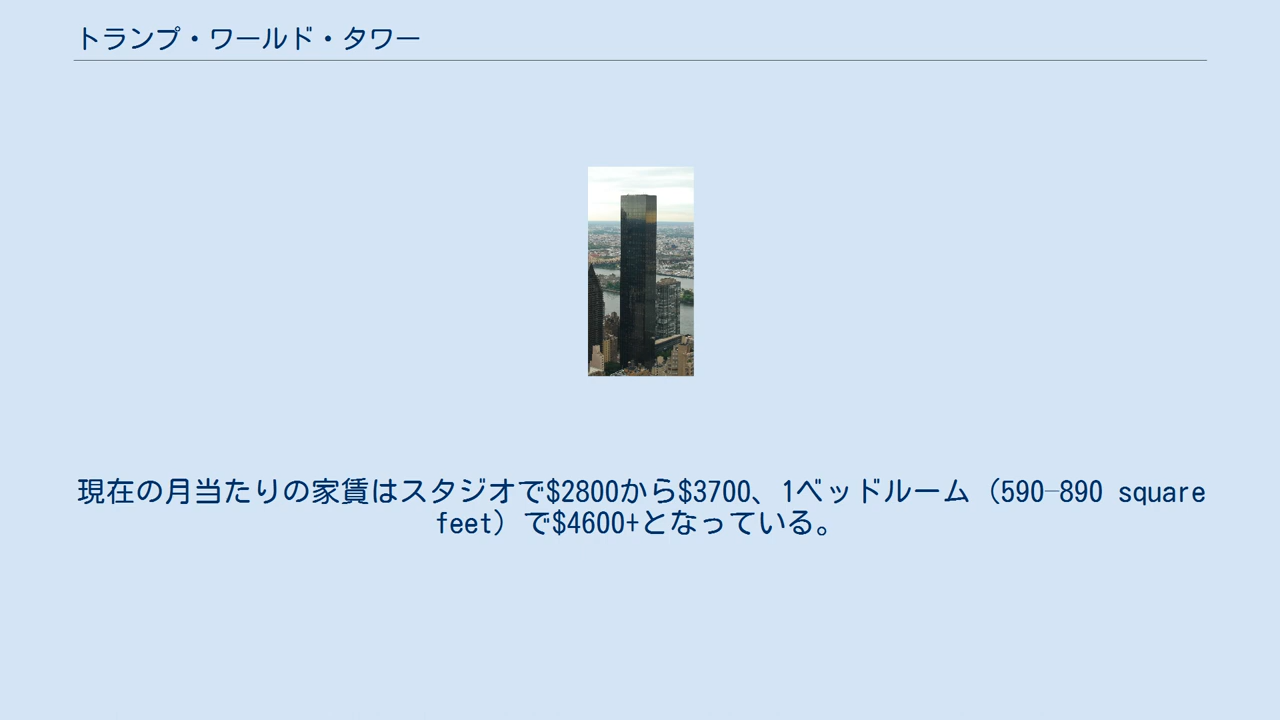 トランプ・ワールド・タワー
現在の月当たりの家賃はスタジオで$2800から$3700、1ベッドルーム（590–890 square
feet）で$4600+となっている。